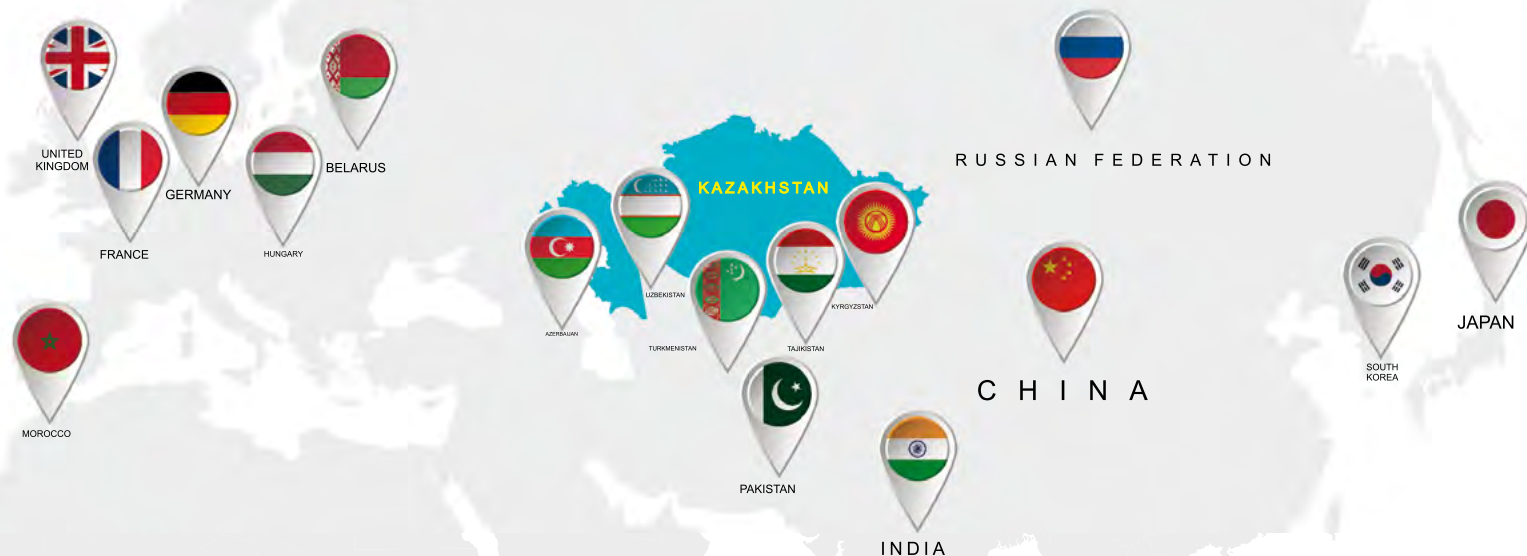 UNITED
KINGDOM
FRANCE
GERMANY
HUNGARY
BELARUS
MOROCCO
KAZAKHSTAN
AZERBAIJAN
UZBEKISTAN
TURKMENISTAN
TAJIKISTAN
KYRGYZSTAN
PAKISTAN
INDIA
RUSSIAN FEDERATION
CHINA
SOUTH
KOREA
JAPAN